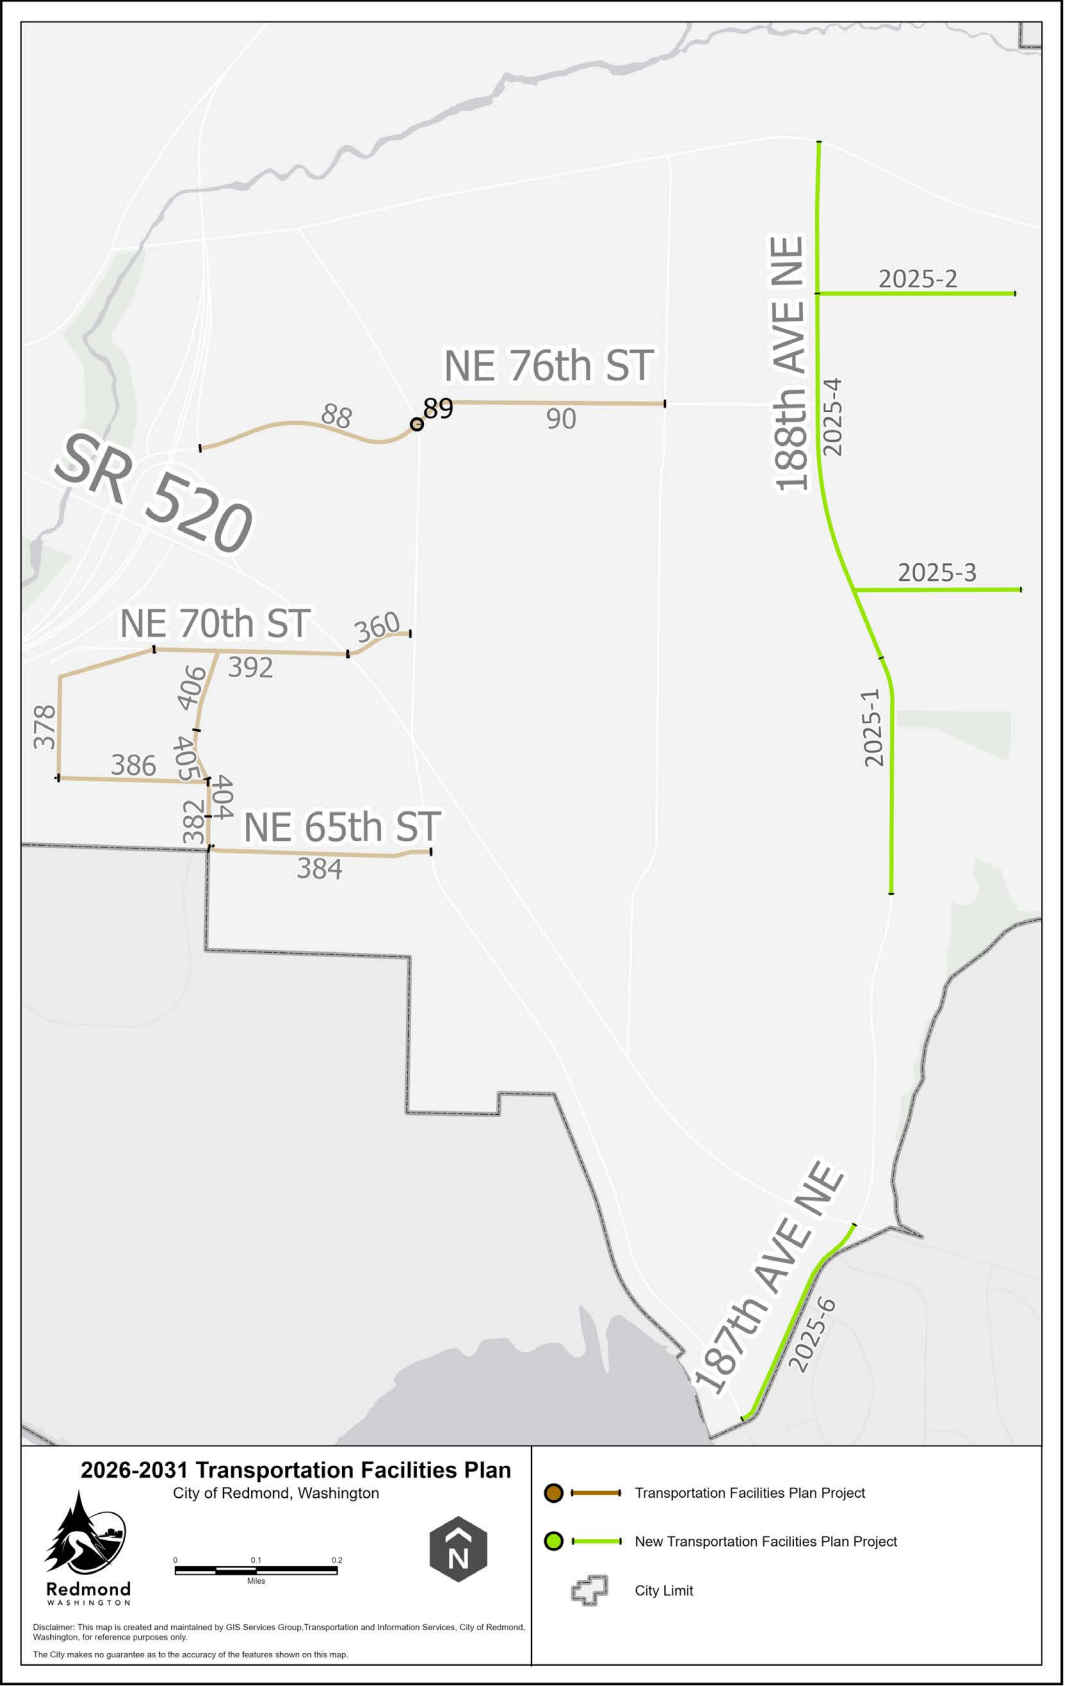 2025-2
188th AVE NE
NE 76th ST
2025-4
88
89
90
SR 520
2025-3
NE 70th ST
360
392
406
378
2025-1
405
386
404
382
NE 65th ST
384
187th AVE NE
2025-6
2026-2031 Transportation Facilities Plan
City of Redmond, Washington
Redmond
WASHINGTON
0 0.1 0.2
Miles
N
Disclaimer: This map is created and maintained by GIS Services Group,Transportation and Information Services, City of Redmond,
Washington, for reference purposes only.
The City makes no guarantee as to the accuracy of the features shown on this map.
Transportation Facilities Plan Project
New Transportation Facilities Plan Project
City Limit